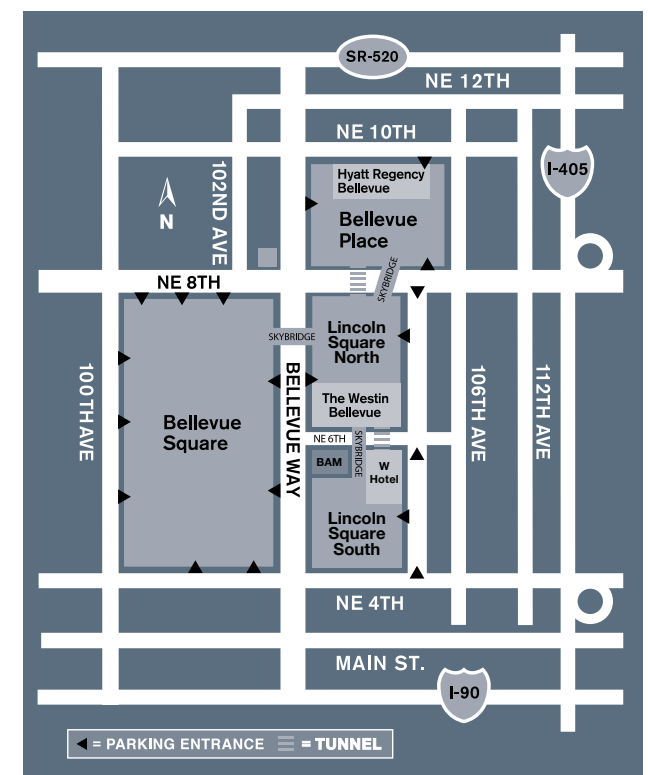 SR-520
NE 12TH
NE 10TH
I-405
102ND AVE
N
Hyatt Regency
Bellevue
Bellevue
Place
SKYBRIDGE
NE 8TH
SKYBRIDGE
Lincoln
Square
North
100TH AVE
Bellevue
Square
BELLEVUE WAY
The Westin
Bellevue
106TH AVE
112TH AVE
NE 6TH
SKYBRIDGE
BAM
W
Hotel
Lincoln
Square
South
NE 4TH
MAIN ST.
I-90
= PARKING ENTRANCE
= TUNNEL